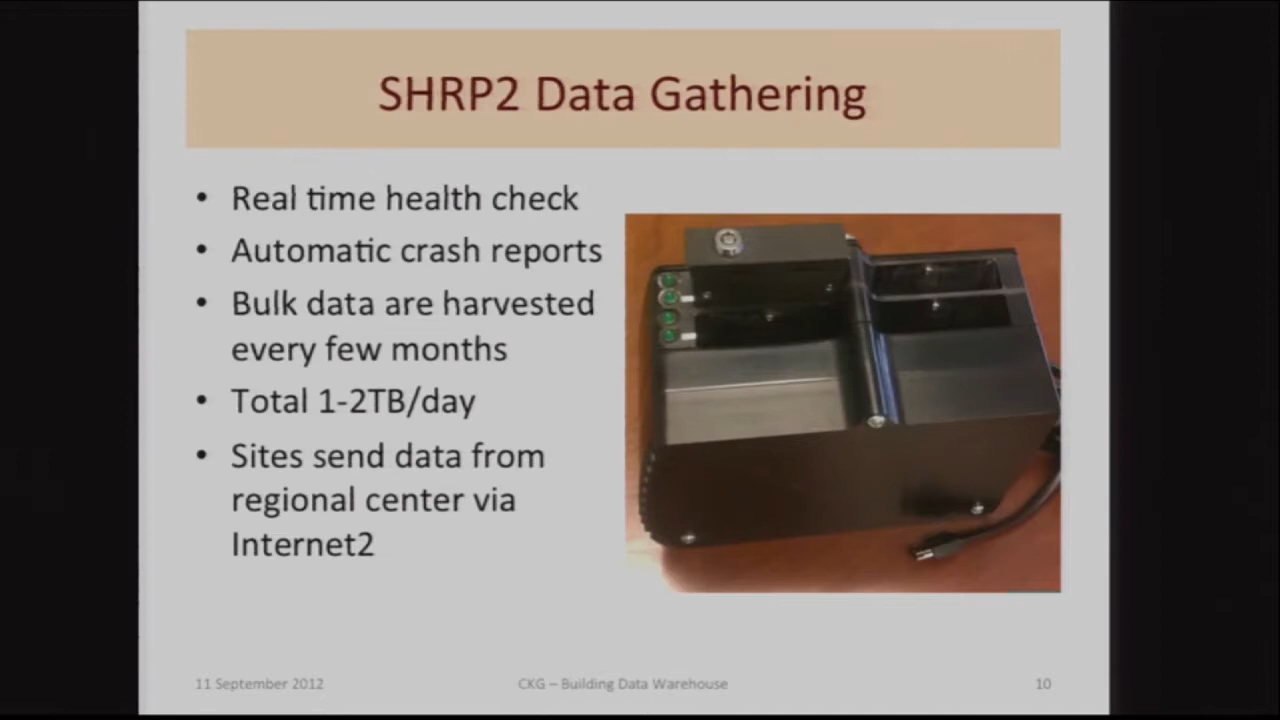 SHRP2 Data Gathering
• Real time health check
• Automatic crash reports
• Bulk data are harvested
every few months
• Total 1-2TB/day
• Sites send data from
regional center via
Internet2
11 September 2012
CKG – Building Data Warehouse
10